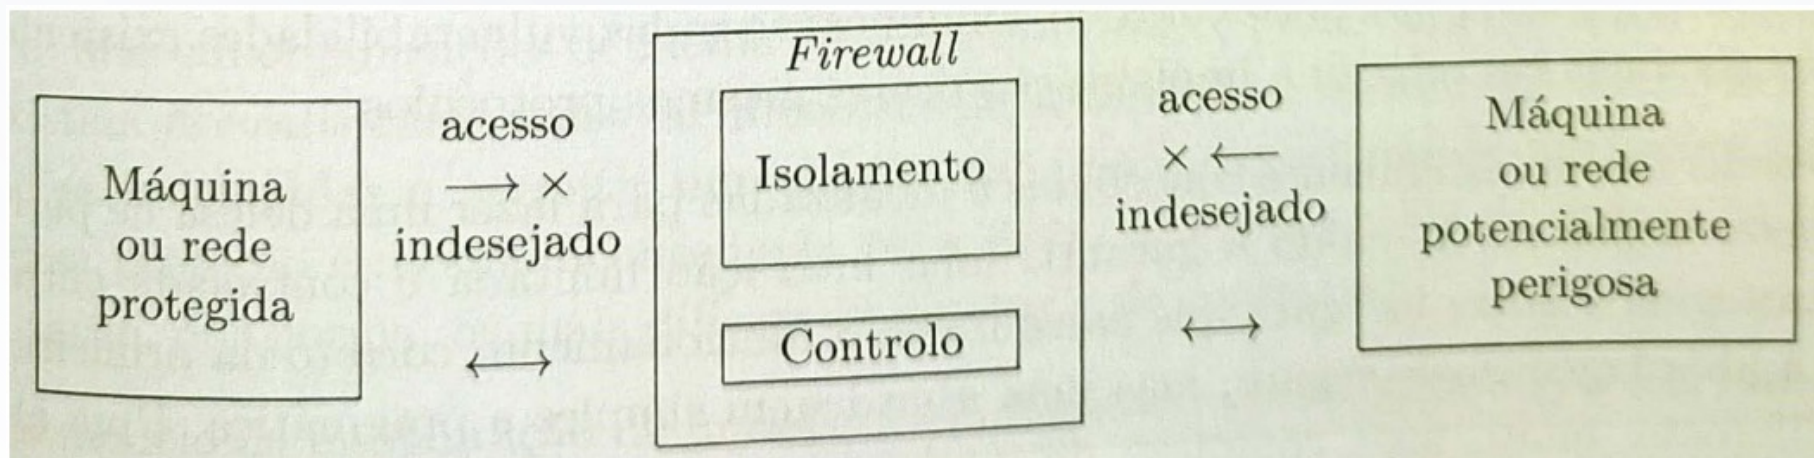 Máquina
ou rede
protegida
acesso
⟶ ×
indesejado
⟷
Firewall
Isolamento
Controlo
acesso
× ⟵
indesejado
⟷
Máquina
ou rede
potencialmente
perigosa